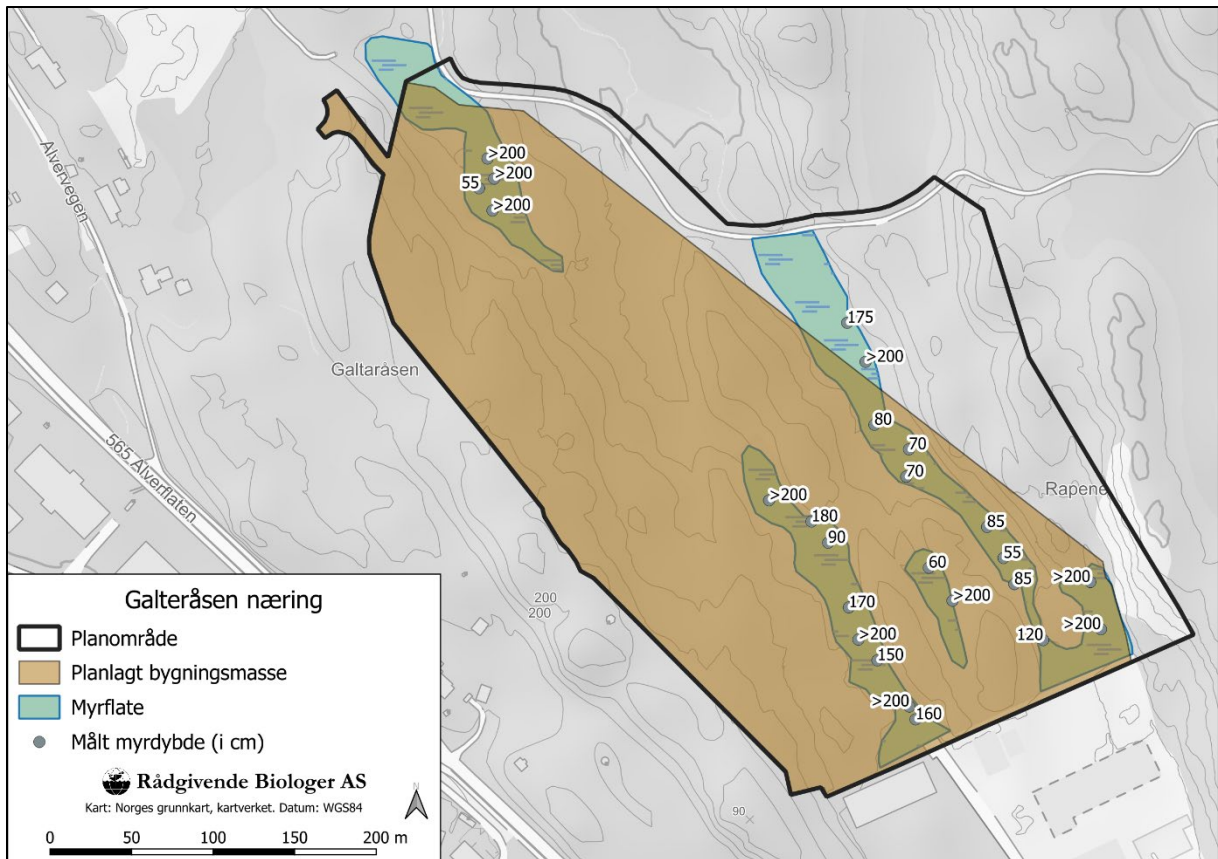 >200
>200
55
>200
Alvervegen
175
>200
Galtaråsen
80
70
70
565 Alverflaten
Rapene
>200
180
90
85
55
60
85
>200
>200
170
200
200
>200
120
>200
150
>200
160
90
Galteråsen næring
Planområde
Planlagt bygningsmasse
Myrflate
Målt myrdybde (i cm)
Rådgivende Biologer AS
Kart: Norges grunnkart, kartverket. Datum: WGS84
N
0 50 100 150 200 m